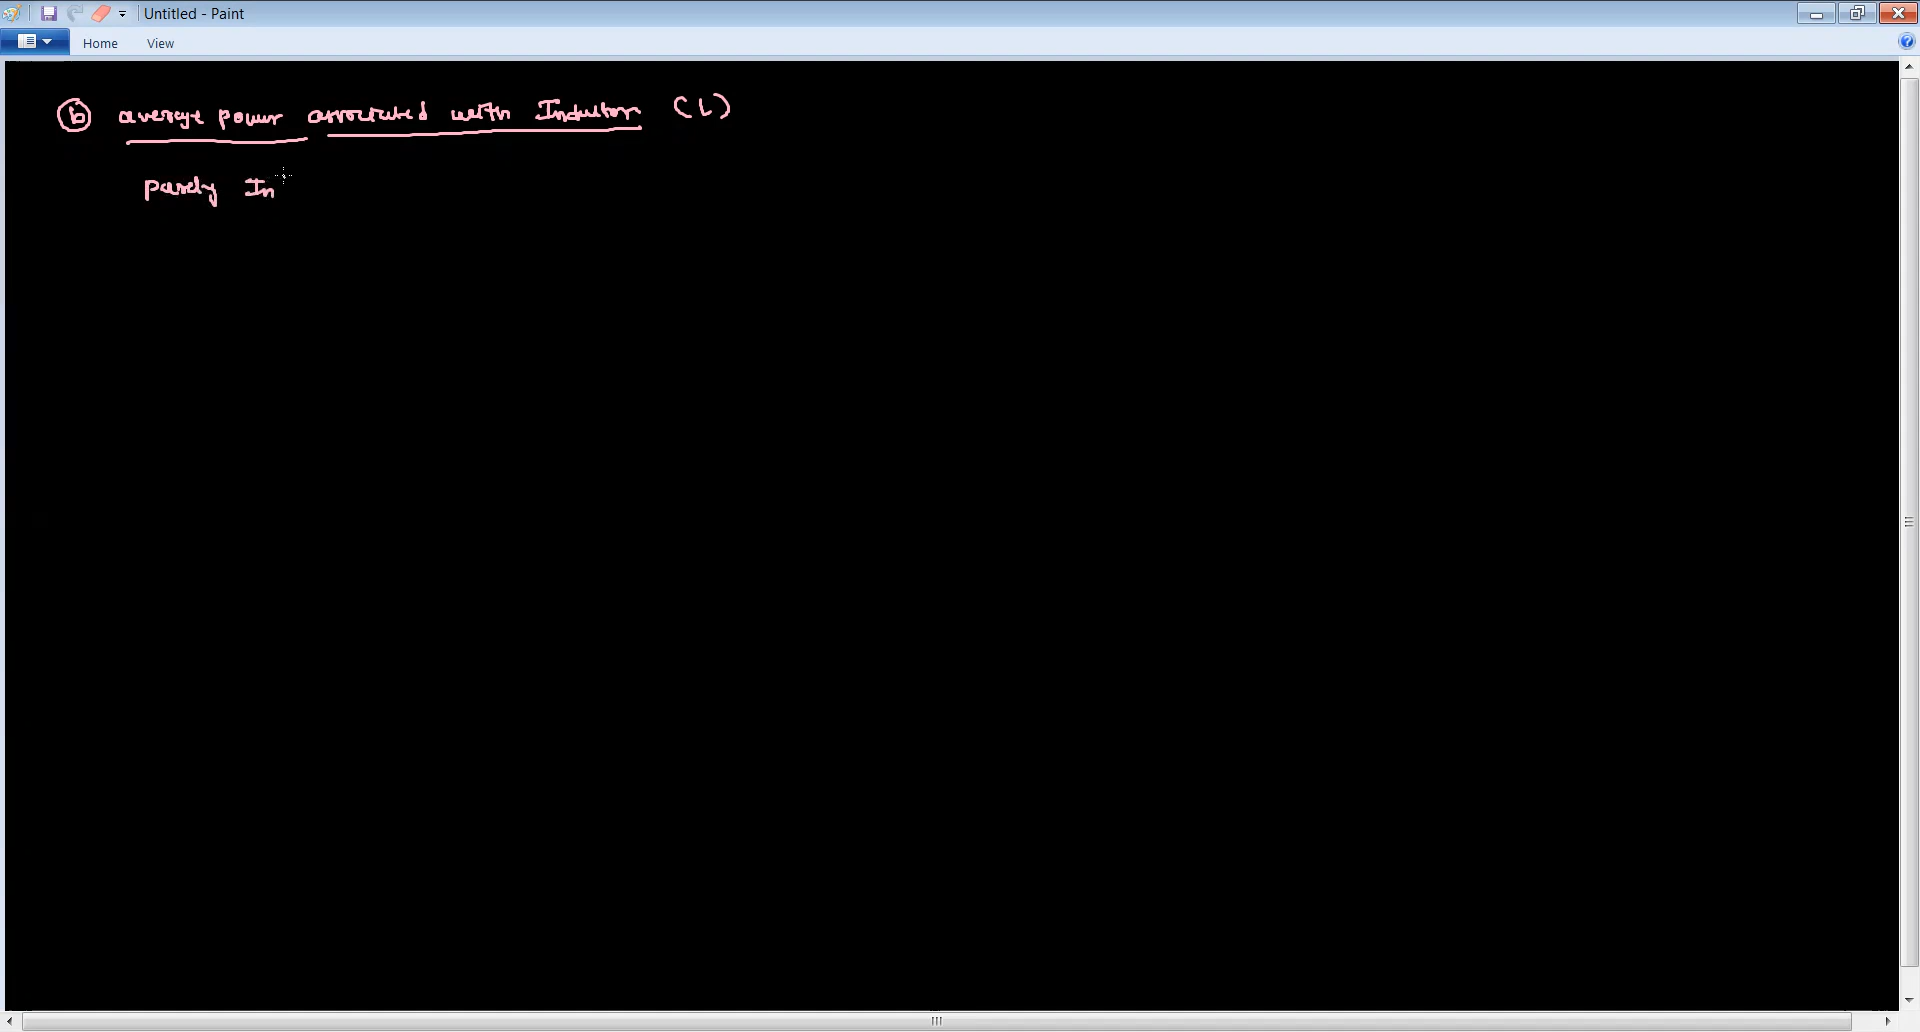 Untitled - Paint
Home View
b average power associated with Inductor (L)
Purely In